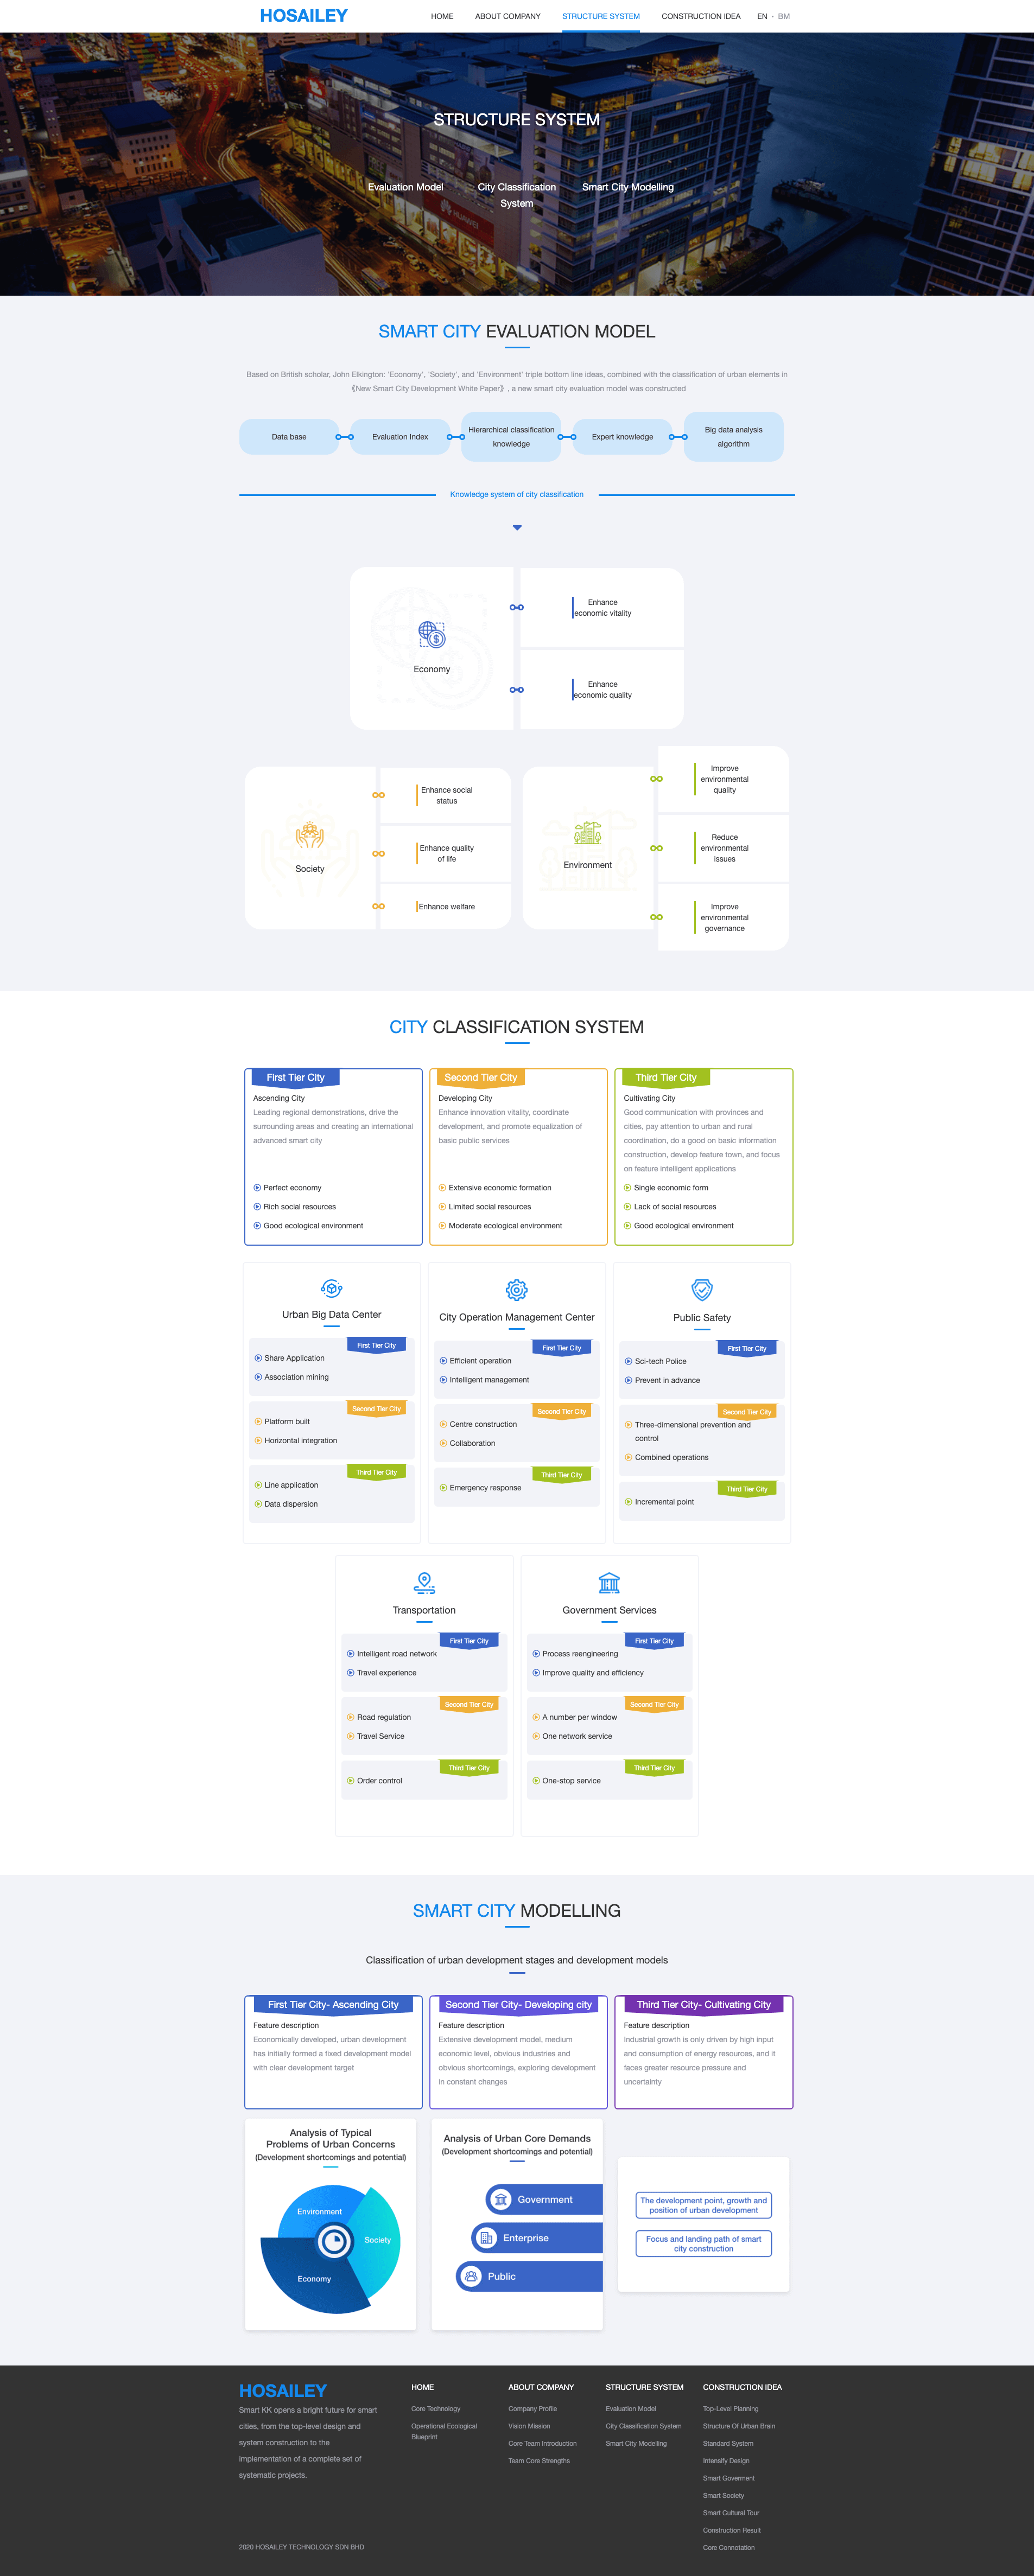 HOSAILEY
HOME
ABOUT COMPANY
STRUCTURE SYSTEM
CONSTRUCTION IDEA
EN • BM
STRUCTURE SYSTEM
Evaluation Model
City Classification
System
Smart City Modelling
HUAWEI
SMART CITY EVALUATION MODEL
Based on British scholar, John Elkington: 'Economy', 'Society', and 'Environment' triple bottom line ideas, combined with the classification of urban elements in
《New Smart City Development White Paper》, a new smart city evaluation model was constructed
Data base
Evaluation Index
Hierarchical classification
knowledge
Expert knowledge
Big data analysis
algorithm
Knowledge system of city classification
Economy
Enhance
economic vitality
Enhance
economic quality
Society
Enhance social
status
Enhance quality
of life
Enhance welfare
Environment
Improve
environmental
quality
Reduce
environmental
issues
Improve
environmental
governance
CITY CLASSIFICATION SYSTEM
First Tier City
Ascending City
Leading regional demonstrations, drive the
surrounding areas and creating an international
advanced smart city
Perfect economy
Rich social resources
Good ecological environment
Second Tier City
Developing City
Enhance innovation vitality, coordinate
development, and promote equalization of
basic public services
Extensive economic formation
Limited social resources
Moderate ecological environment
Third Tier City
Cultivating City
Good communication with provinces and
cities, pay attention to urban and rural
coordination, do a good on basic information
construction, develop feature town, and focus
on feature intelligent applications
Single economic form
Lack of social resources
Good ecological environment
Urban Big Data Center
First Tier City
Share Application
Association mining
Second Tier City
Platform built
Horizontal integration
Third Tier City
Line application
Data dispersion
City Operation Management Center
First Tier City
Efficient operation
Intelligent management
Second Tier City
Centre construction
Collaboration
Third Tier City
Emergency response
Public Safety
First Tier City
Sci-tech Police
Prevent in advance
Second Tier City
Three-dimensional prevention and
control
Combined operations
Third Tier City
Incremental point
Transportation
First Tier City
Intelligent road network
Travel experience
Second Tier City
Road regulation
Travel Service
Third Tier City
Order control
Government Services
First Tier City
Process reengineering
Improve quality and efficiency
Second Tier City
A number per window
One network service
Third Tier City
One-stop service
SMART CITY MODELLING
Classification of urban development stages and development models
First Tier City- Ascending City
Feature description
Economically developed, urban development
has initially formed a fixed development model
with clear development target
Second Tier City- Developing city
Feature description
Extensive development model, medium
economic level, obvious industries and
obvious shortcomings, exploring development
in constant changes
Third Tier City- Cultivating City
Feature description
Industrial growth is only driven by high input
and consumption of energy resources, and it
faces greater resource pressure and
uncertainty
Analysis of Typical
Problems of Urban Concerns
(Development shortcomings and potential)
Environment
Society
Economy
Analysis of Urban Core Demands
(Development shortcomings and potential)
Government
Enterprise
Public
The development point, growth and
position of urban development
Focus and landing path of smart
city construction
HOSAILEY
Smart KK opens a bright future for smart
cities, from the top-level design and
system construction to the
implementation of a complete set of
systematic projects.
2020 HOSAILEY TECHNOLOGY SDN BHD
HOME
Core Technology
Operational Ecological
Blueprint
ABOUT COMPANY
Company Profile
Vision Mission
Core Team Introduction
Team Core Strengths
STRUCTURE SYSTEM
Evaluation Model
City Classification System
Smart City Modelling
CONSTRUCTION IDEA
Top-Level Planning
Structure Of Urban Brain
Standard System
Intensify Design
Smart Goverment
Smart Society
Smart Cultural Tour
Construction Result
Core Connotation